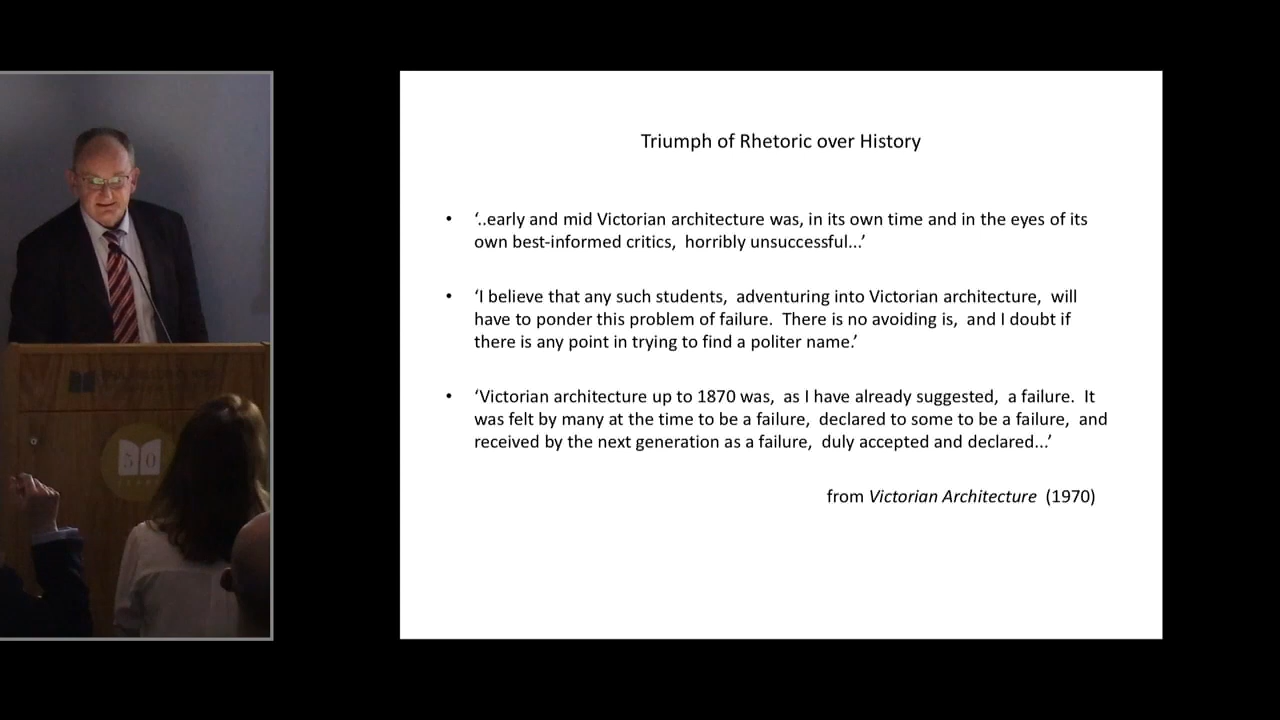 Triumph of Rhetoric over History
• ‘..early and mid Victorian architecture was, in its own time and in the eyes of its
own best-informed critics, horribly unsuccessful...’
• ‘I believe that any such students, adventuring into Victorian architecture, will
have to ponder this problem of failure. There is no avoiding is, and I doubt if
there is any point in trying to find a politer name.’
• ‘Victorian architecture up to 1870 was, as I have already suggested, a failure. It
was felt by many at the time to be a failure, declared to some to be a failure, and
received by the next generation as a failure, duly accepted and declared...’
from Victorian Architecture (1970)
50